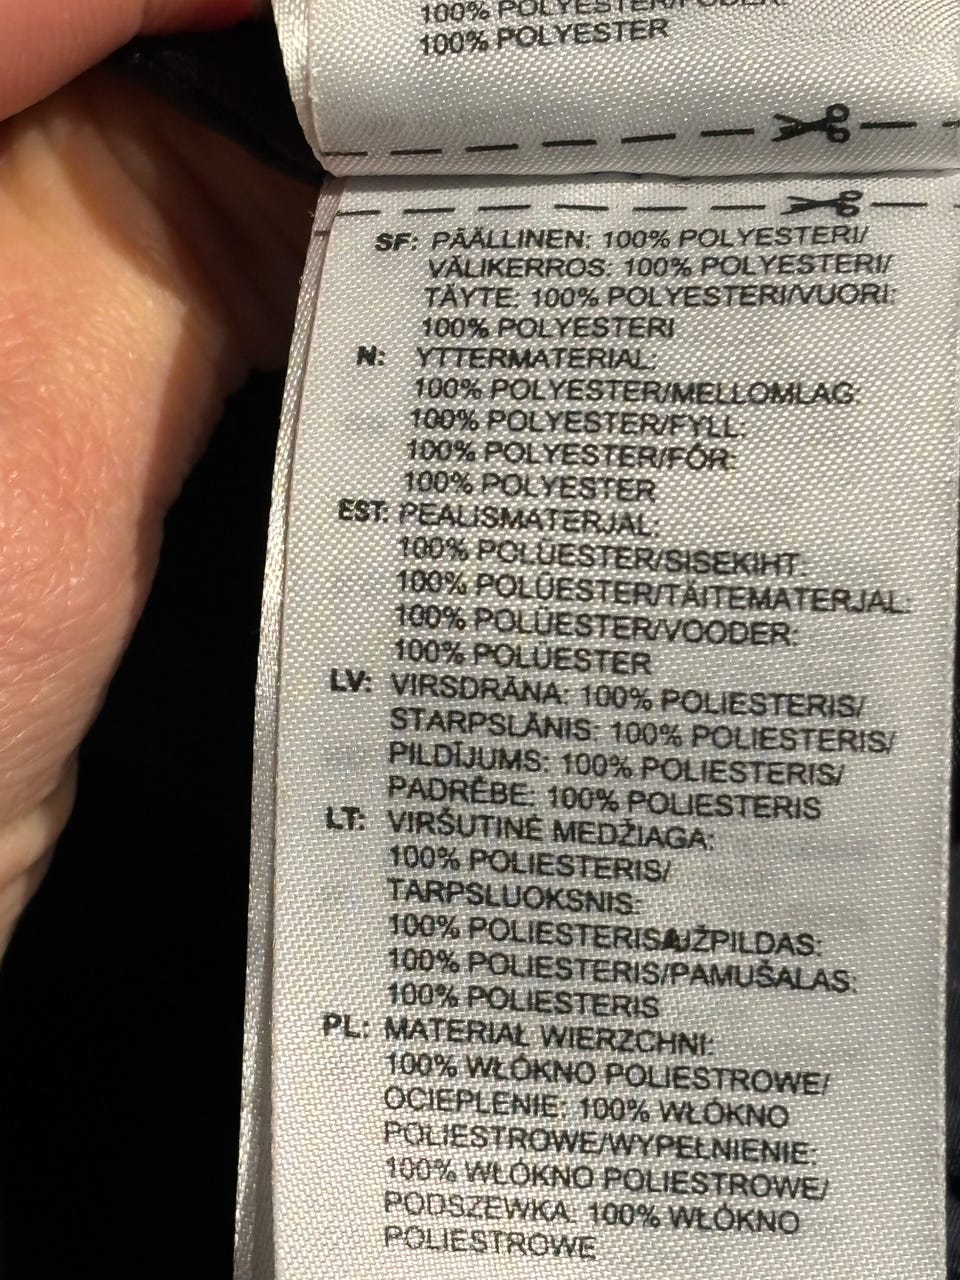 100% POLYESTER/FODER:
100% POLYESTER
SF: PÄÄLLINEN: 100% POLYESTERI/
VÄLIKERROS: 100% POLYESTERI/
TÄYTE: 100% POLYESTERI/VUORI:
100% POLYESTERI
N: YTTERMATERIAL:
100% POLYESTER/MELLOMLAG:
100% POLYESTER/FYLL:
100% POLYESTER/FÓR:
100% POLYESTER
EST: PEALISMATERJAL:
100% POLÜESTER/SISEKIHT:
100% POLÜESTER/TÄITEMATERJAL:
100% POLÜESTER/VOODER:
100% POLÜESTER
LV: VIRSDRĀNA: 100% POLIESTERIS/
STARPSLĀNIS: 100% POLIESTERIS/
PILDĪJUMS: 100% POLIESTERIS/
PADRĒBE: 100% POLIESTERIS
LT: VIRŠUTINĖ MEDŽIAGA:
100% POLIESTERIS/
TARPSLUOKSNIS:
100% POLIESTERIS/UŽPILDAS:
100% POLIESTERIS/PAMUŠALAS:
100% POLIESTERIS
PL: MATERIAŁ WIERZCHNI:
100% WŁÓKNO POLIESTROWE/
OCIEPLENIE: 100% WŁÓKNO
POLIESTROWE/WYPEŁNIENIE:
100% WŁÓKNO POLIESTROWE/
PODSZEWKA: 100% WŁÓKNO
POLIESTROWE